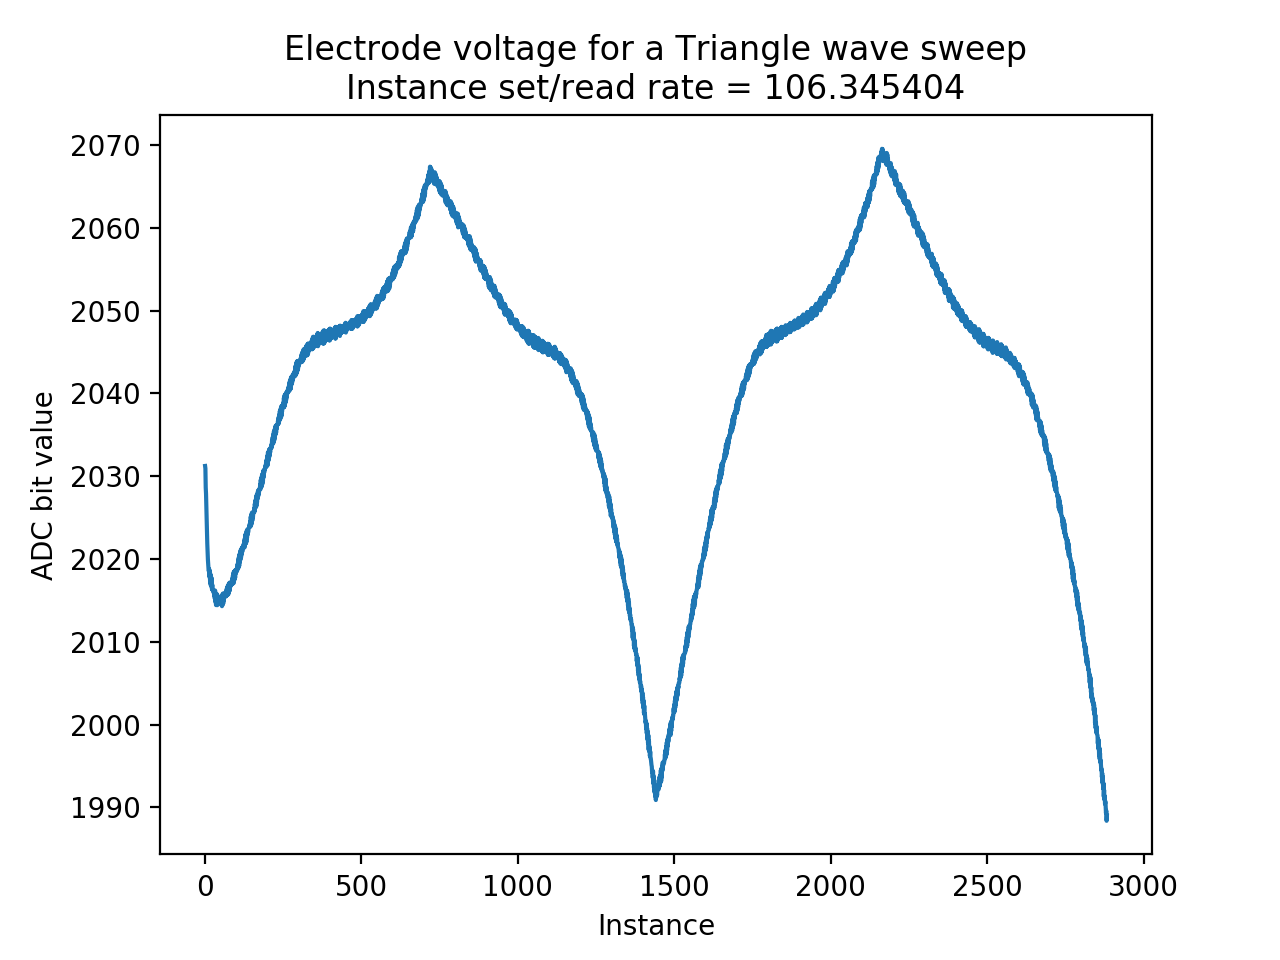 Electrode voltage for a Triangle wave sweep
Instance set/read rate = 106.345404
2070
2060
2050
2040
2030
2020
2010
2000
1990
ADC bit value
0 500 1000 1500 2000 2500 3000
Instance